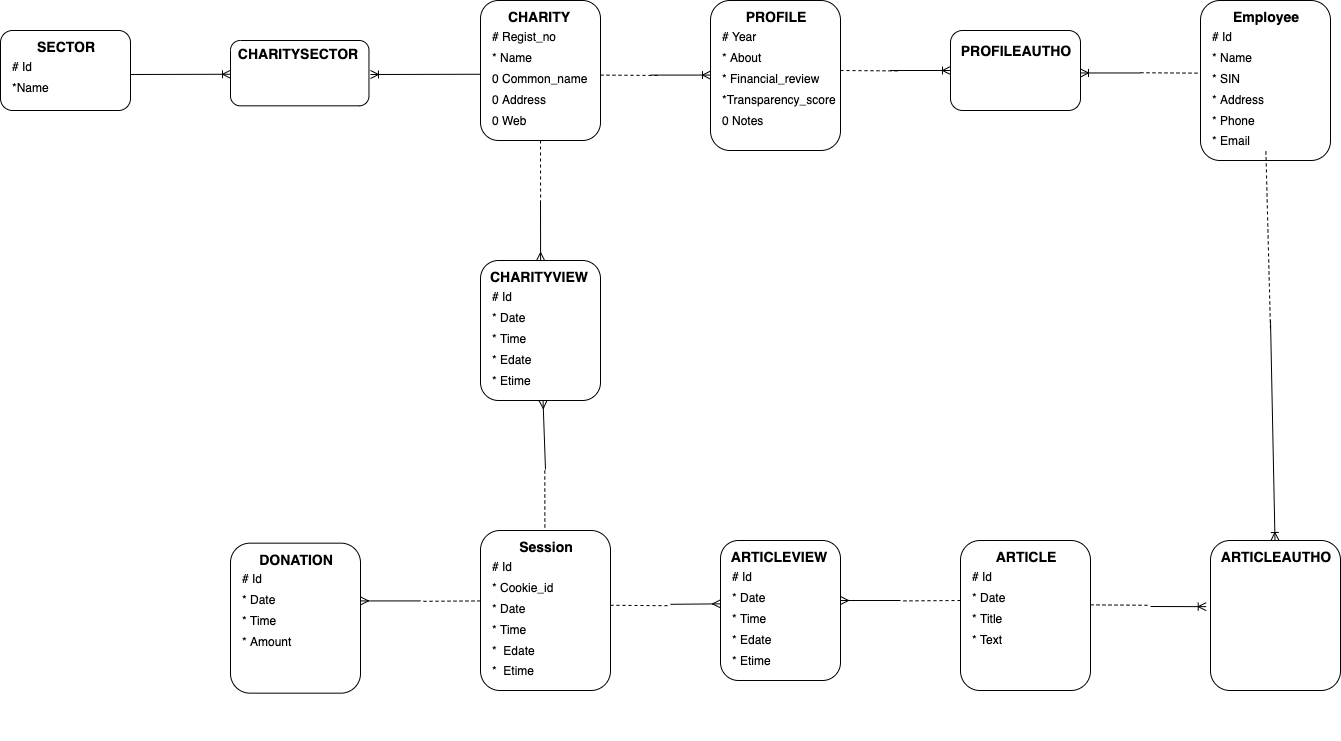 SECTOR
# Id
*Name
CHARITYSECTOR
CHARITY
# Regist_no
* Name
0 Common_name
0 Address
0 Web
PROFILE
# Year
* About
* Financial_review
*Transparency_score
0 Notes
PROFILEAUTHO
Employee
# Id
* Name
* SIN
* Address
* Phone
* Email
CHARITYVIEW
# Id
* Date
* Time
* Edate
* Etime
DONATION
# Id
* Date
* Time
* Amount
Session
# Id
* Cookie_id
* Date
* Time
* Edate
* Etime
ARTICLEVIEW
# Id
* Date
* Time
* Edate
* Etime
ARTICLE
# Id
* Date
* Title
* Text
ARTICLEAUTHO